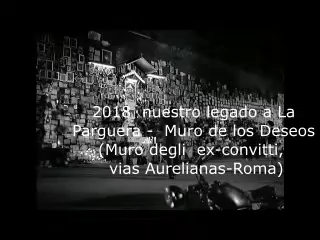 2018, nuestro legado a La
Parguera - Muro de los Deseos
(Muro degli ex-convitti,
vias Aurelianas-Roma)